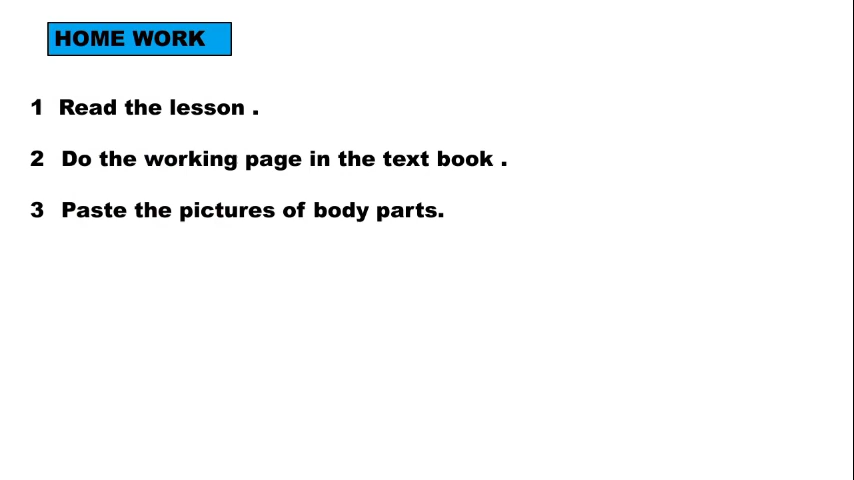 HOME WORK
1 Read the lesson .
2 Do the working page in the text book .
3 Paste the pictures of body parts.